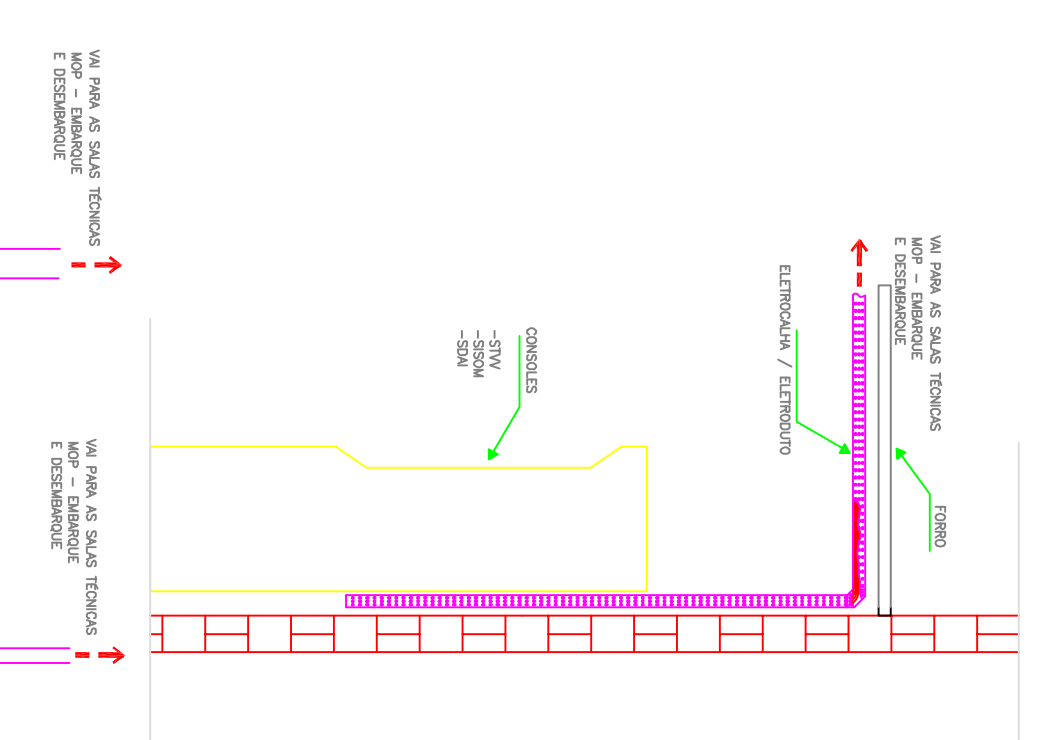 VAI PARA AS SALAS TÉCNICAS
MOP - EMBARQUE
E DESEMBARQUE
VAI PARA AS SALAS TÉCNICAS
MOP - EMBARQUE
E DESEMBARQUE
FORRO
ELETROCALHA / ELETRODUTO
CONSOLES
-STVV
-SISOM
-SDAI
VAI PARA AS SALAS TÉCNICAS
MOP - EMBARQUE
E DESEMBARQUE